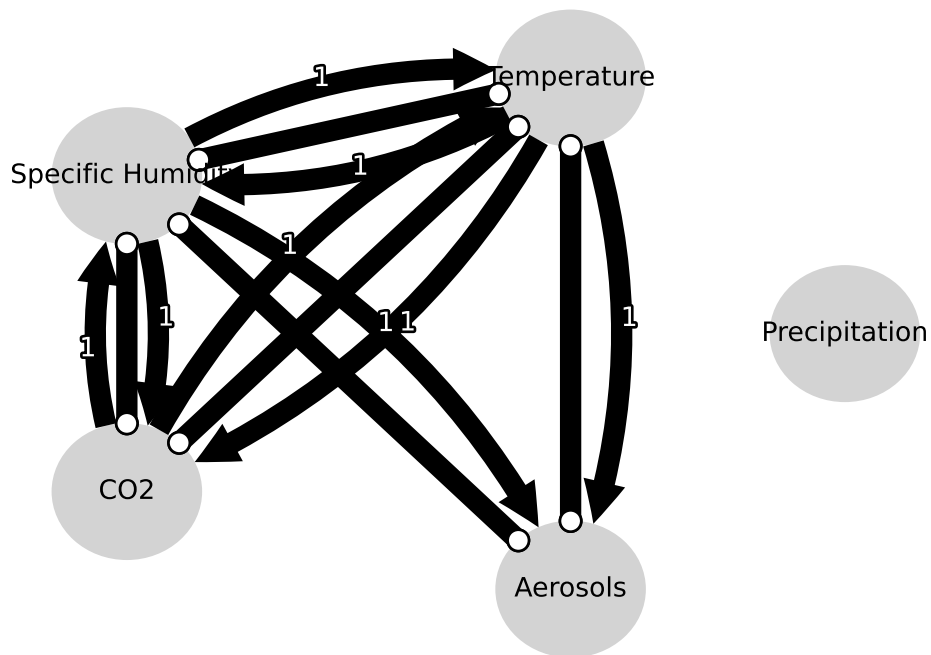 Temperature
1
1
Specific Humidity
1
1
1 1
1
1
Precipitation
CO2
Aerosols